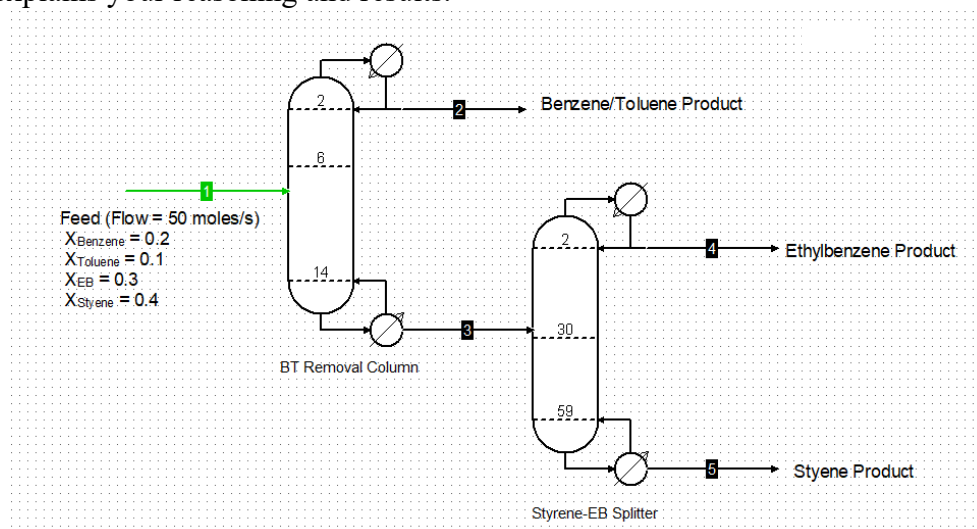 explains your reasoning and results.
2
2
Benzene/Toluene Product
6
1
Feed (Flow = 50 moles/s)
XBenzene = 0.2
XToluene = 0.1
XEB = 0.3
XStyene = 0.4
14
3
BT Removal Column
2
4
Ethylbenzene Product
30
59
5
Styene Product
Styrene-EB Splitter